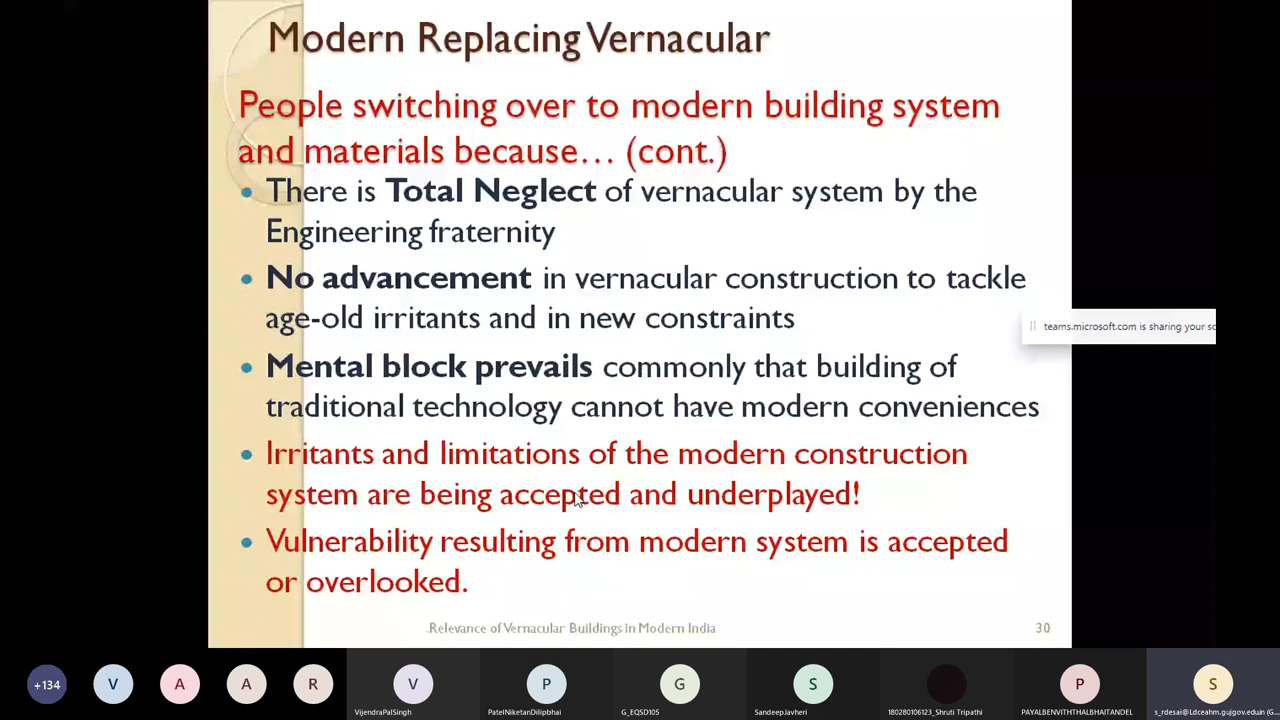 Modern Replacing Vernacular
People switching over to modern building system
and materials because… (cont.)
• There is Total Neglect of vernacular system by the
Engineering fraternity
• No advancement in vernacular construction to tackle
age-old irritants and in new constraints
teams.microsoft.com is sharing your sc
• Mental block prevails commonly that building of
traditional technology cannot have modern conveniences
• Irritants and limitations of the modern construction
system are being accepted and underplayed!
• Vulnerability resulting from modern system is accepted
or overlooked.
.Relevance of Vernacular Buildings in Modern India 30
+134 V A A R V P G S P S
VijendraPalSingh PatelNiketanDilipbhai G_EQSD105 SandeepJavheri 180280106123_Shruti Tripathi PAYALBENVITHTHALBHAITANDEL s_rdesai@Ldceahm.gujgov.eduin (G...